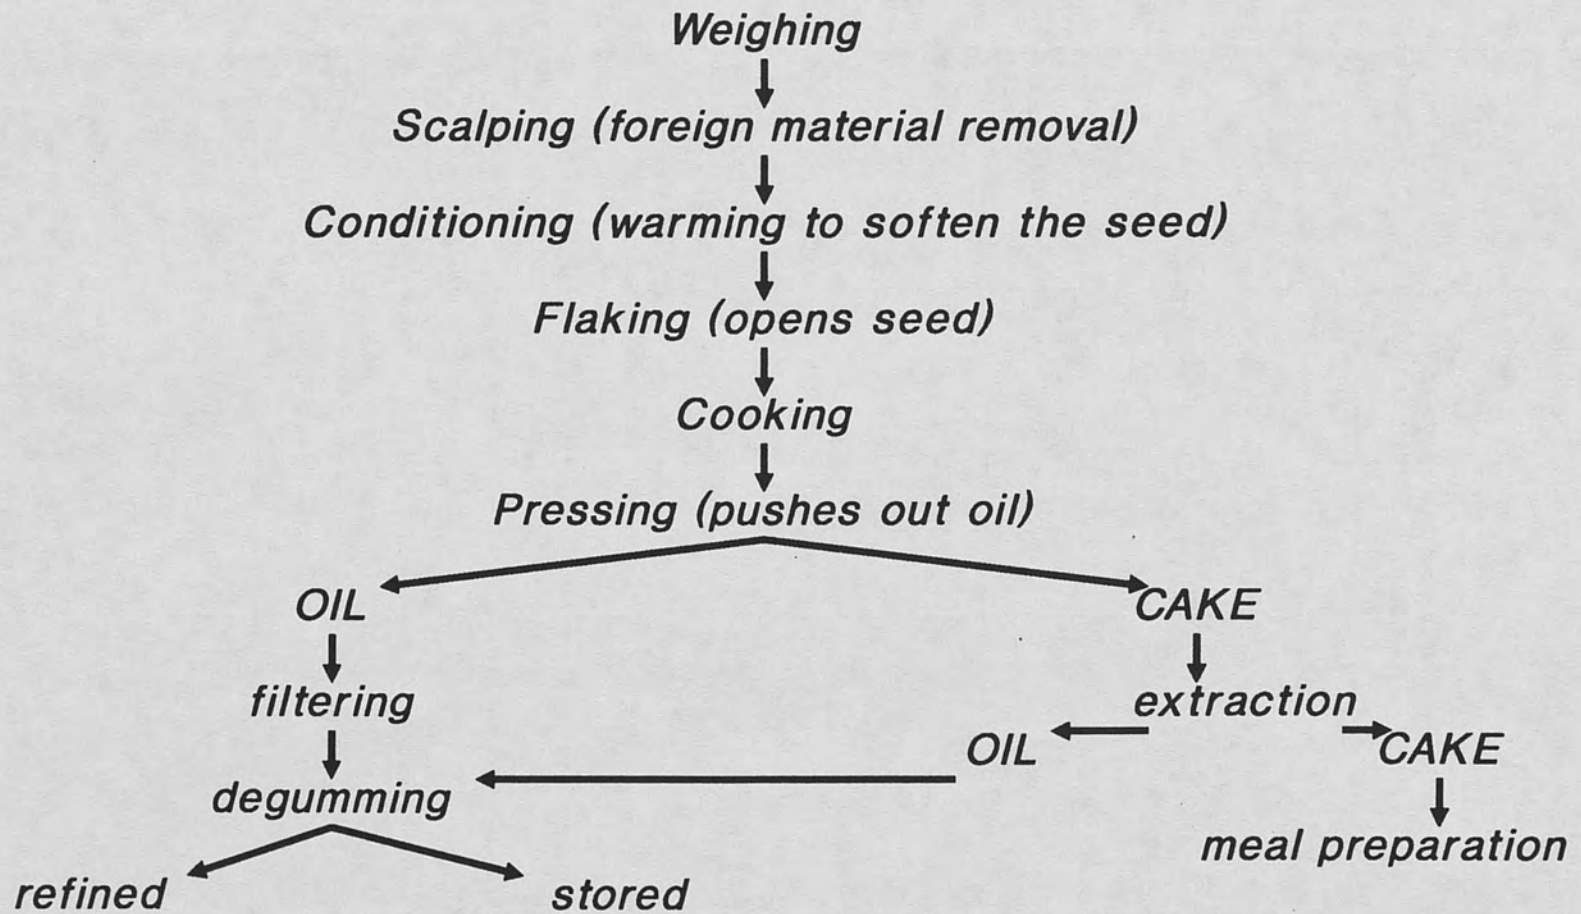 Weighing
Scalping (foreign material removal)
Conditioning (warming to soften the seed)
Flaking (opens seed)
Cooking
Pressing (pushes out oil)
OIL
CAKE
filtering
extraction
OIL
CAKE
degumming
meal preparation
refined
stored